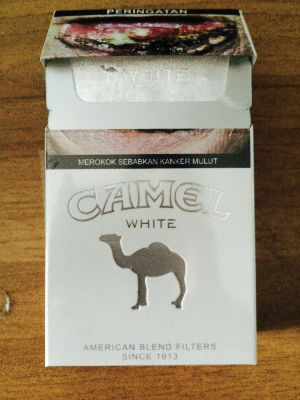 PERINGATAN
WHITE
MEROKOK SEBABKAN KANKER MULUT
CAMEL
WHITE
AMERICAN BLEND FILTERS
SINCE 1913